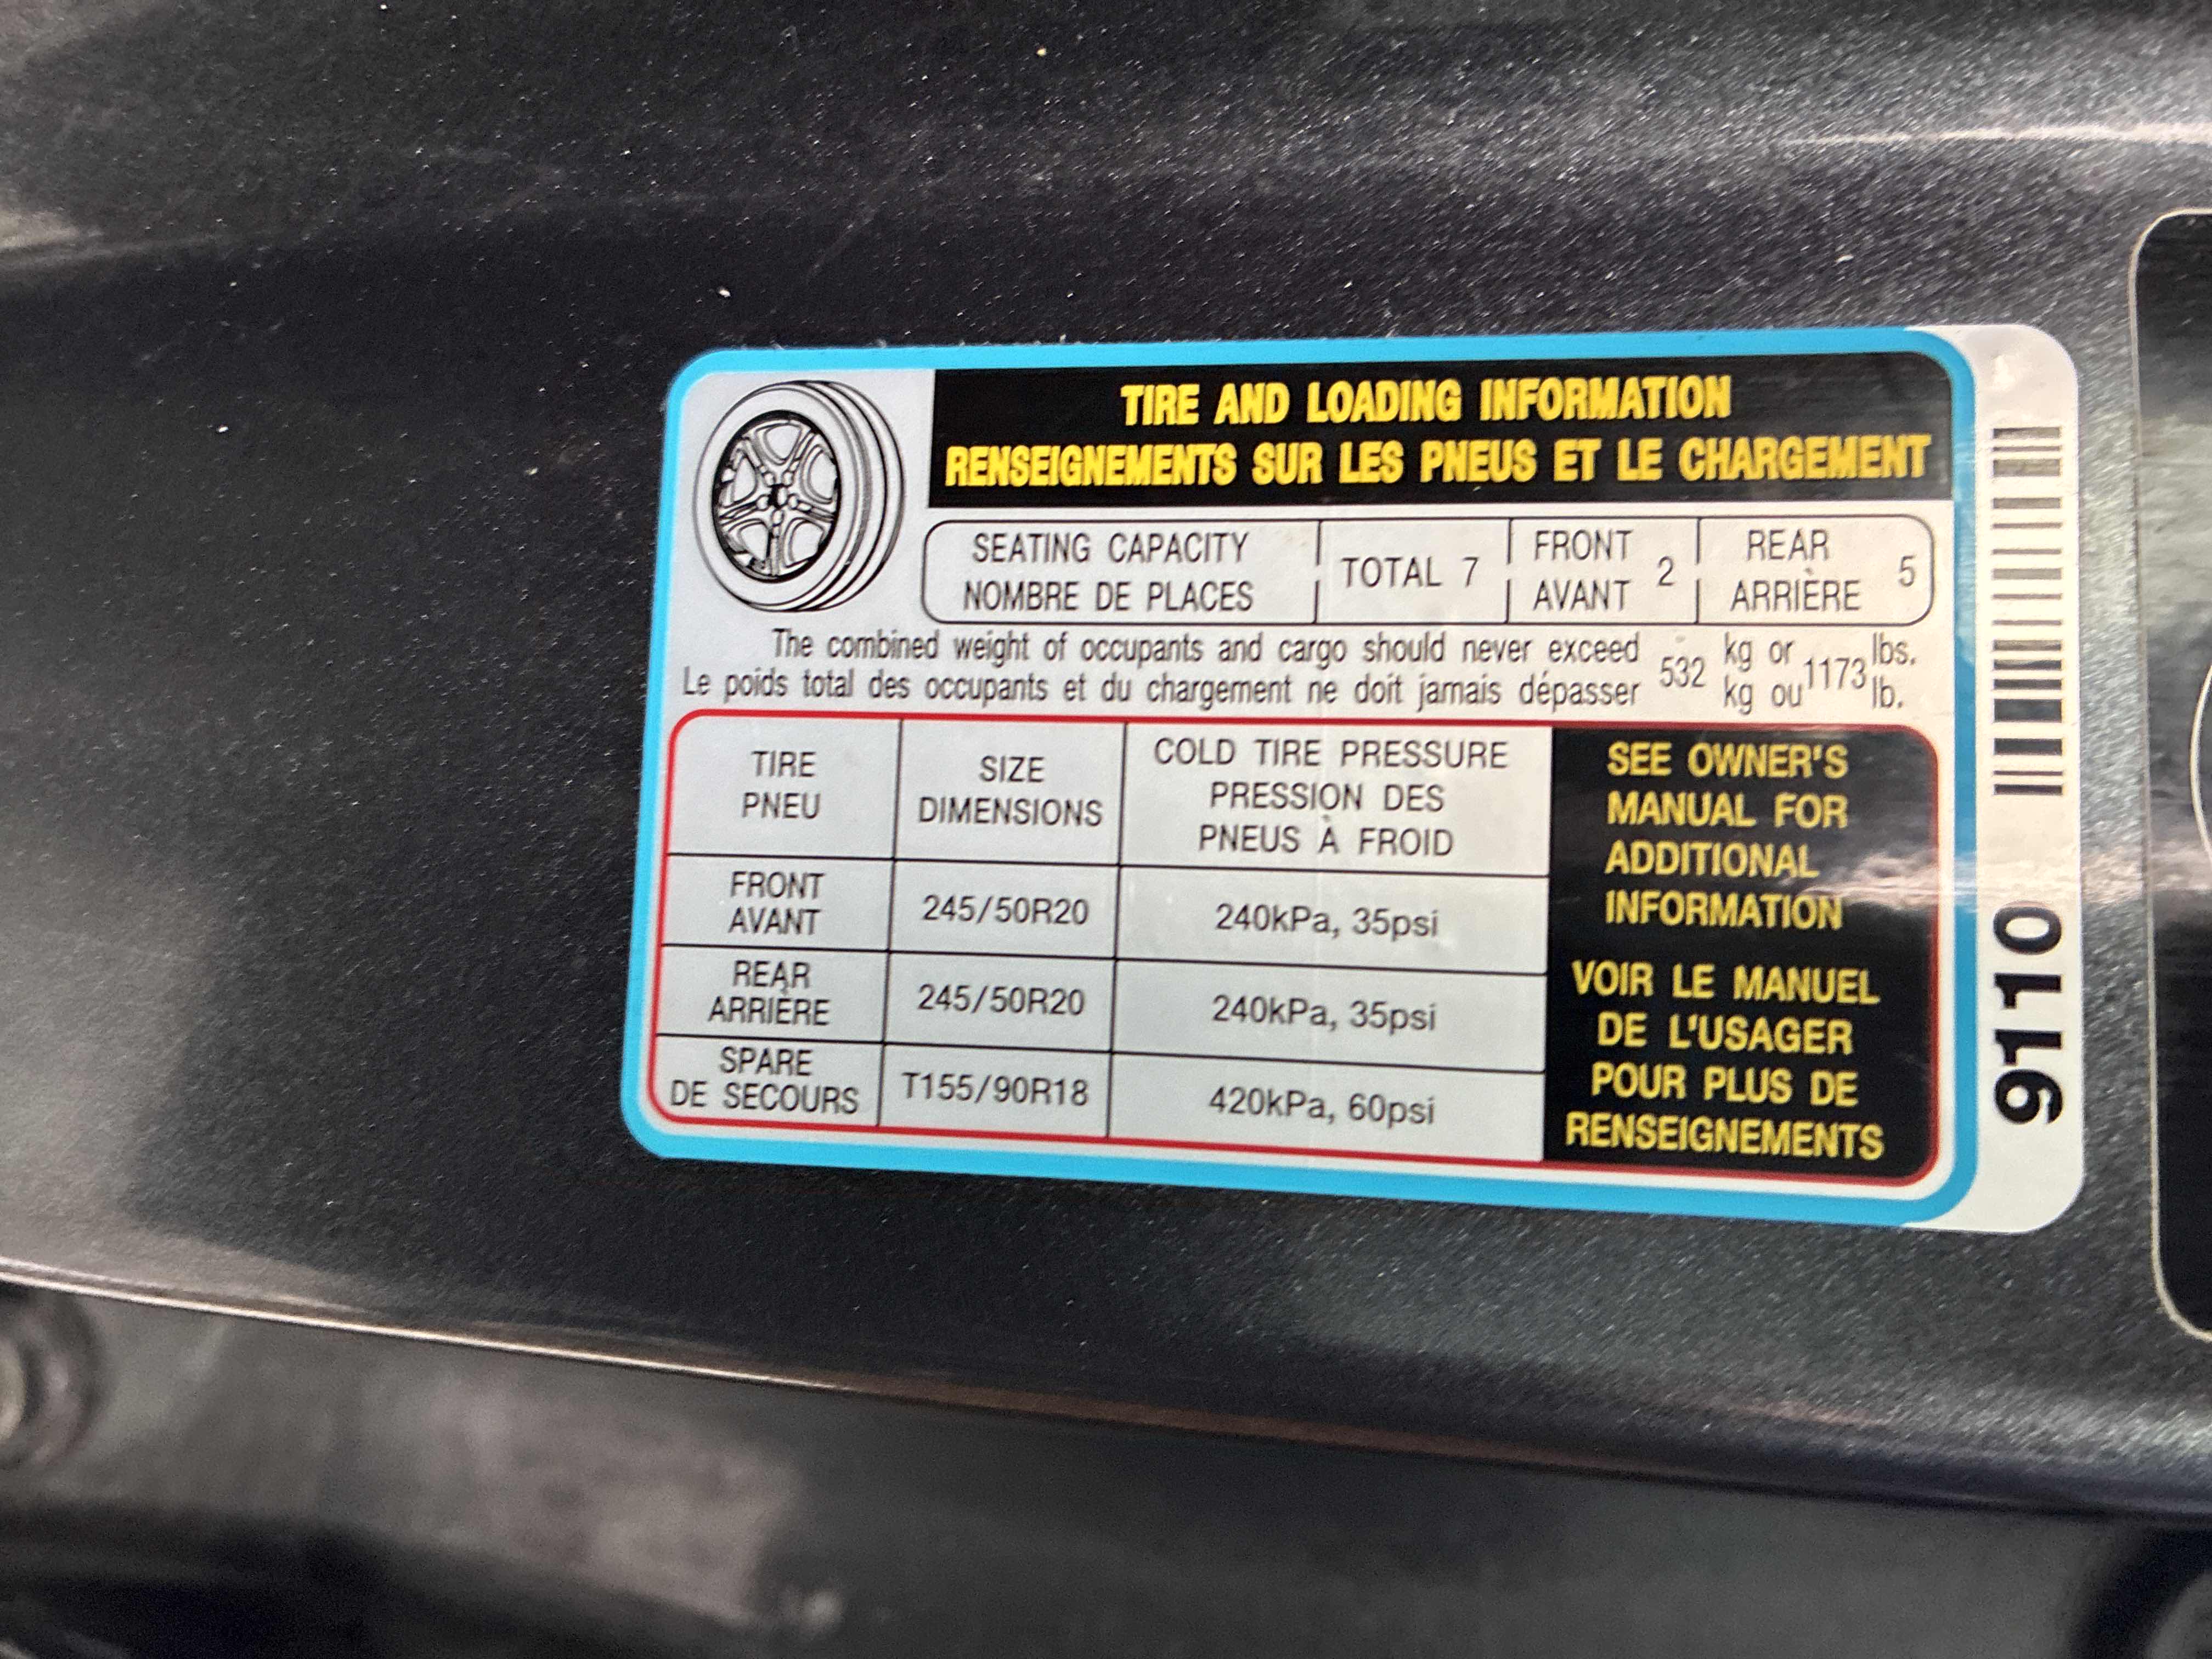 TIRE AND LOADING INFORMATION
RENSEIGNEMENTS SUR LES PNEUS ET LE CHARGEMENT
SEATING CAPACITY
NOMBRE DE PLACES
TOTAL 7
FRONT
AVANT
2
REAR
ARRIÈRE
5
The combined weight of occupants and cargo should never exceed
Le poids total des occupants et du chargement ne doit jamais dépasser
532
kg or
kg ou
1173
lbs.
lb.
TIRE
PNEU
SIZE
DIMENSIONS
COLD TIRE PRESSURE
PRESSION DES
PNEUS À FROID
FRONT
AVANT
245/50R20
240kPa, 35psi
REAR
ARRIÈRE
245/50R20
240kPa, 35psi
SPARE
DE SECOURS
T155/90R18
420kPa, 60psi
SEE OWNER'S
MANUAL FOR
ADDITIONAL
INFORMATION
VOIR LE MANUEL
DE L'USAGER
POUR PLUS DE
RENSEIGNEMENTS
9110